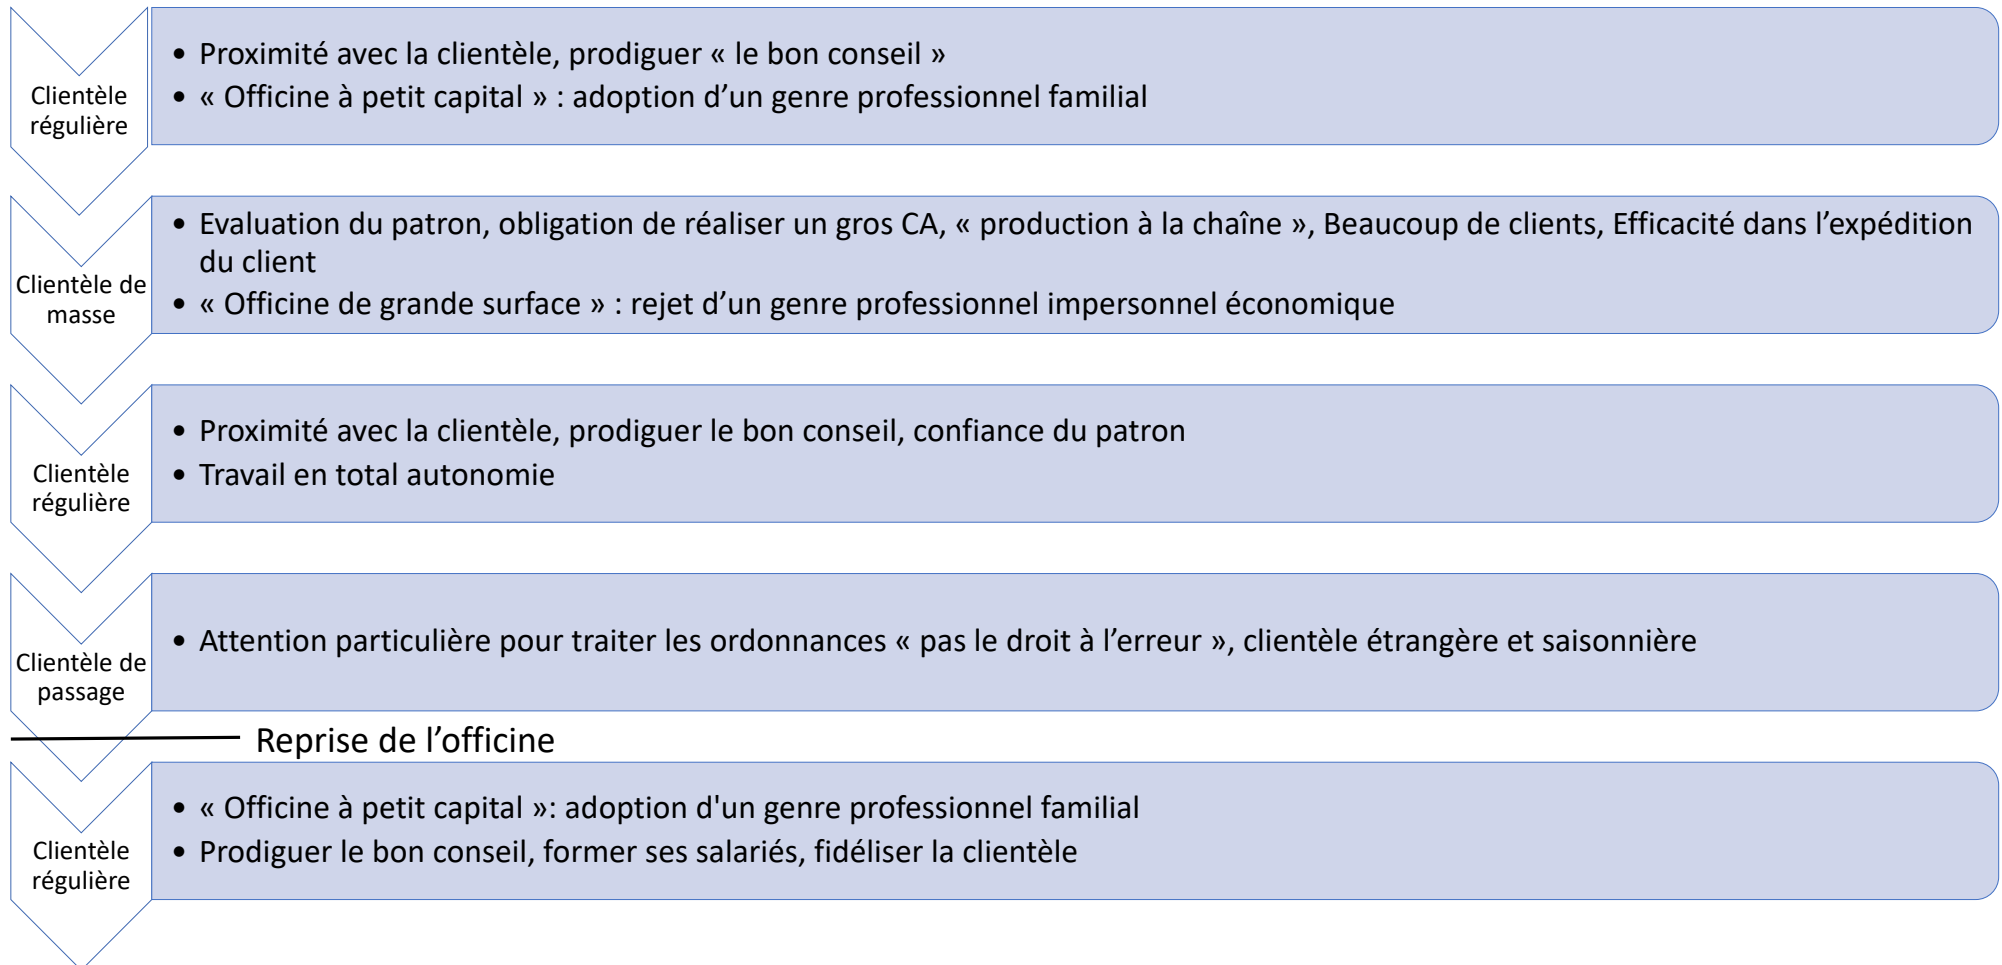 Clientèle
régulière
• Proximité avec la clientèle, prodiguer « le bon conseil »
• « Officine à petit capital » : adoption d’un genre professionnel familial
Clientèle de
masse
• Evaluation du patron, obligation de réaliser un gros CA, « production à la chaîne », Beaucoup de clients, Efficacité dans l’expédition
du client
• « Officine de grande surface » : rejet d’un genre professionnel impersonnel économique
Clientèle
régulière
• Proximité avec la clientèle, prodiguer le bon conseil, confiance du patron
• Travail en total autonomie
Clientèle de
passage
• Attention particulière pour traiter les ordonnances « pas le droit à l’erreur », clientèle étrangère et saisonnière
Reprise de l’officine
Clientèle
régulière
• « Officine à petit capital »: adoption d'un genre professionnel familial
• Prodiguer le bon conseil, former ses salariés, fidéliser la clientèle